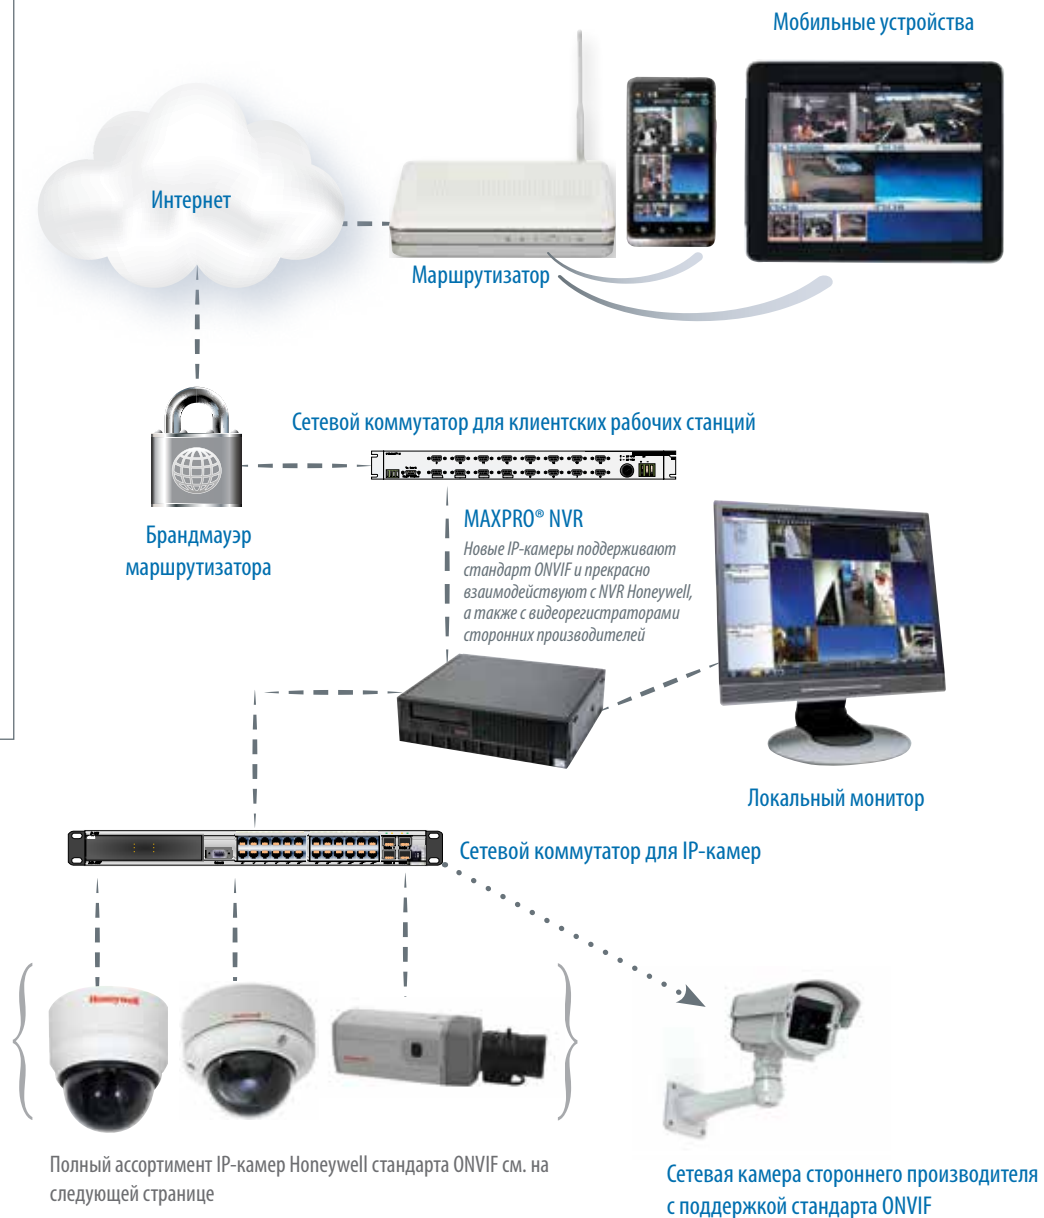 Мобильные устройства
Интернет
Маршрутизатор
Сетевой коммутатор для клиентских рабочих станций
Брандмауэр
маршрутизатора
MAXPRO® NVR
Новые IP-камеры поддерживают
стандарт ONVIF и прекрасно
взаимодействуют с NVR Honeywell,
а также с видеорегистраторами
сторонних производителей
Локальный монитор
Сетевой коммутатор для IP-камер
Honeywell
Полный ассортимент IP-камер Honeywell стандарта ONVIF см. на
следующей странице
Сетевая камера стороннего производителя
с поддержкой стандарта ONVIF